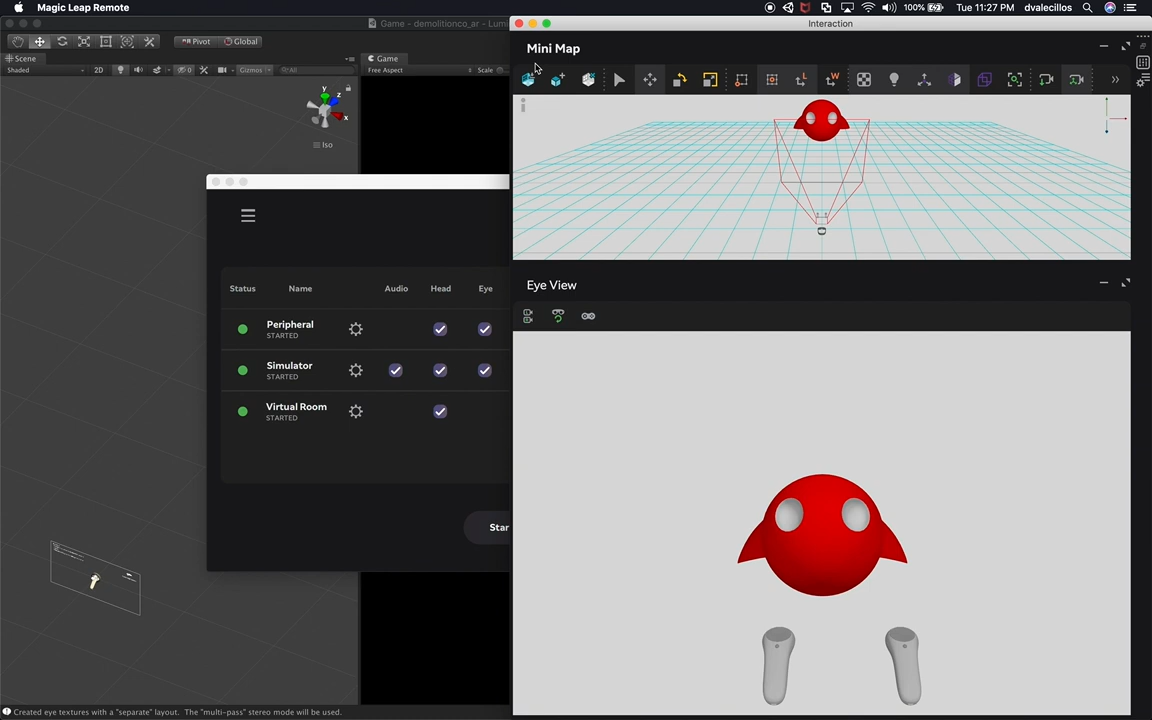 Magic Leap Remote
100%
Tue 11:27 PM
dvalecillos
Game - demolitionco_ar - Lumi
Interaction
Pivot
Global
Scene
Game
Shaded
2D
Gizmos
All
Free Aspect
Scale
y
z
x
Iso
Mini Map
Status
Name
Audio
Head
Eye
Peripheral
STARTED
Simulator
STARTED
Virtual Room
STARTED
Star
Eye View
Created eye textures with a "separate" layout. The "multi-pass" stereo mode will be used.